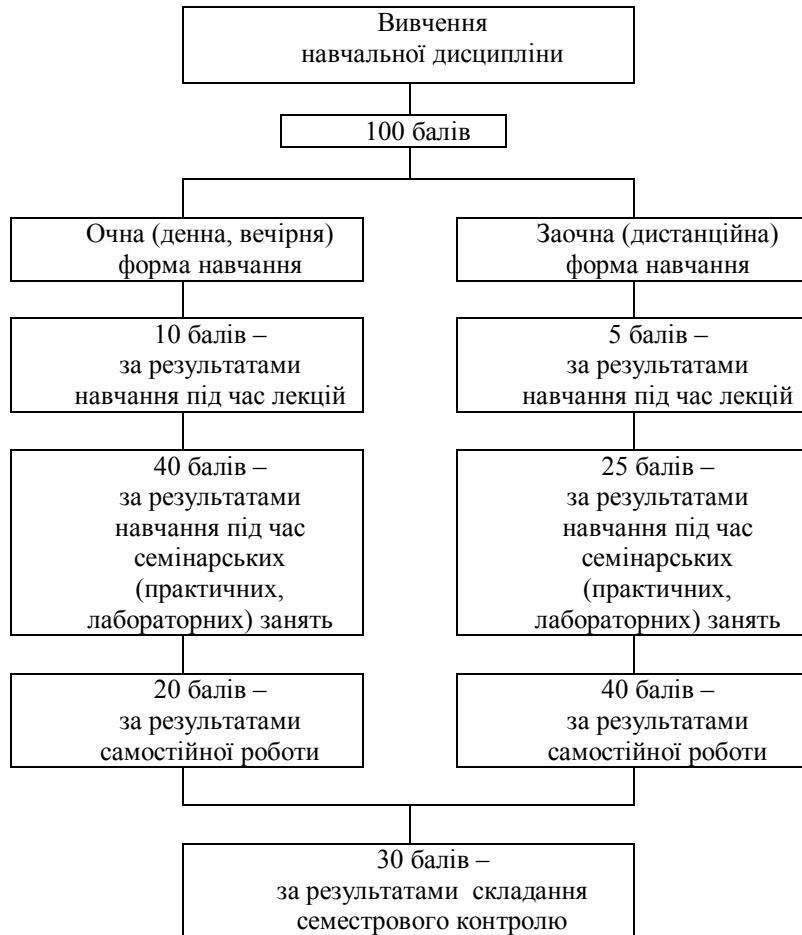 Вивчення
навчальної дисципліни
100 балів
Очна (денна, вечірня)
форма навчання
Заочна (дистанційна)
форма навчання
10 балів –
за результатами
навчання під час лекцій
5 балів –
за результатами
навчання під час лекцій
40 балів –
за результатами
навчання під час
семінарських
(практичних,
лабораторних) занять
25 балів –
за результатами
навчання під час
семінарських
(практичних,
лабораторних) занять
20 балів –
за результатами
самостійної роботи
40 балів –
за результатами
самостійної роботи
30 балів –
за результатами складання
семестрового контролю